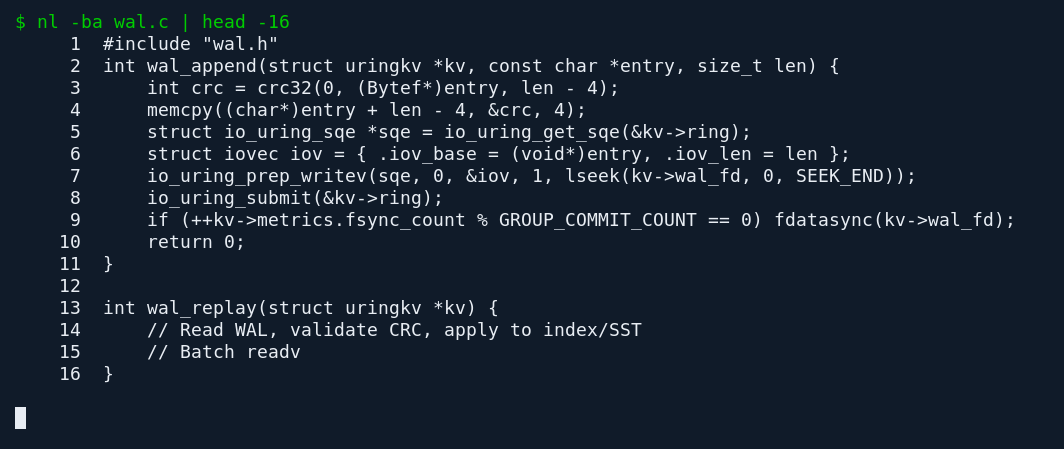 $ nl -ba wal.c | head -16
     1  #include "wal.h"
     2  int wal_append(struct uringkv *kv, const char *entry, size_t len) {
     3      int crc = crc32(0, (Bytef*)entry, len - 4);
     4      memcpy((char*)entry + len - 4, &crc, 4);
     5      struct io_uring_sqe *sqe = io_uring_get_sqe(&kv->ring);
     6      struct iovec iov = { .iov_base = (void*)entry, .iov_len = len };
     7      io_uring_prep_writev(sqe, 0, &iov, 1, lseek(kv->wal_fd, 0, SEEK_END));
     8      io_uring_submit(&kv->ring);
     9      if (++kv->metrics.fsync_count % GROUP_COMMIT_COUNT == 0) fdatasync(kv->wal_fd);
    10      return 0;
    11  }
    12
    13  int wal_replay(struct uringkv *kv) {
    14      // Read WAL, validate CRC, apply to index/SST
    15      // Batch readv
    16  }